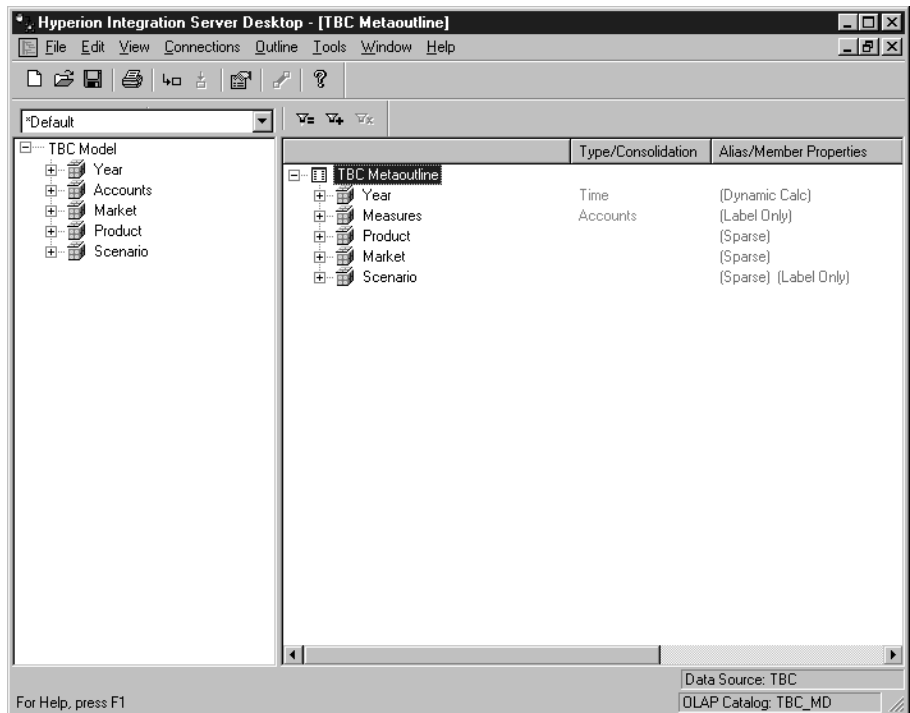 Hyperion Integration Server Desktop - [TBC Metaoutline]
File Edit View Connections Outline Tools Window Help
*Default
TBC Model
Year
Accounts
Market
Product
Scenario
Type/Consolidation Alias/Member Properties
TBC Metaoutline
Year Time (Dynamic Calc)
Measures Accounts (Label Only)
Product (Sparse)
Market (Sparse)
Scenario (Sparse) (Label Only)
Data Source: TBC
For Help, press F1 OLAP Catalog: TBC_MD